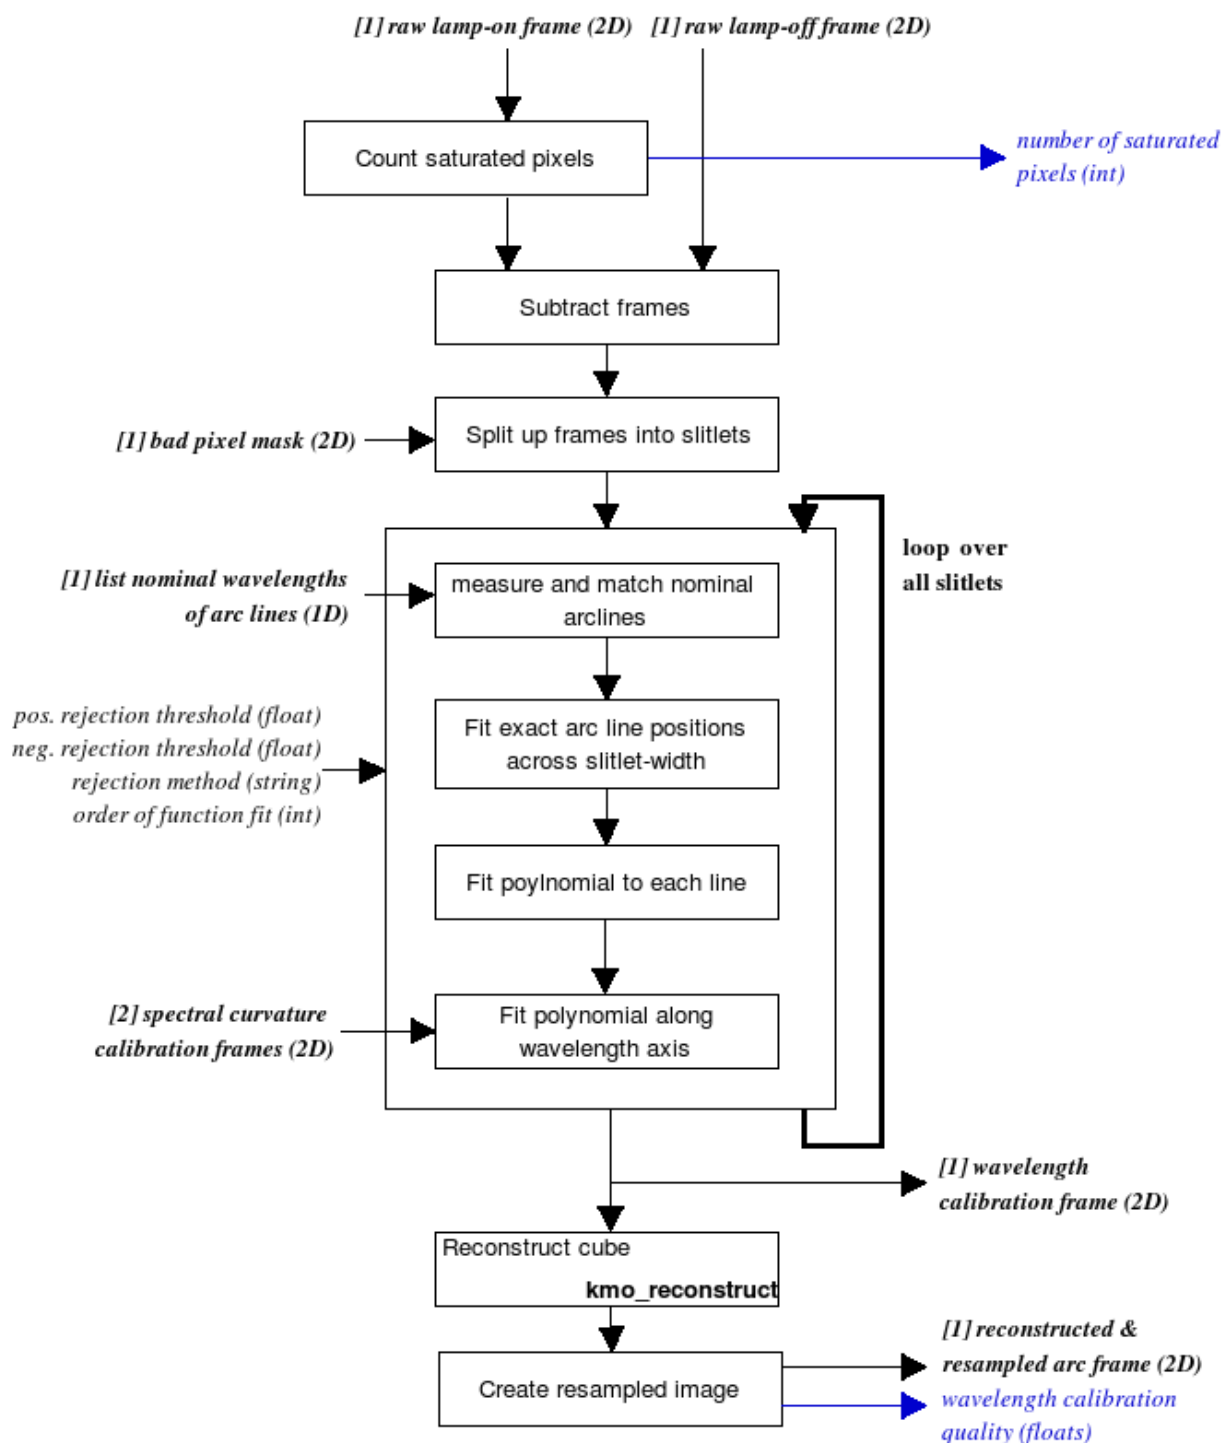 [1] raw lamp-on frame (2D) [1] raw lamp-off frame (2D)
Count saturated pixels
number of saturated
pixels (int)
Subtract frames
[1] bad pixel mask (2D)
Split up frames into slitlets
loop over
all slitlets
[1] list nominal wavelengths
of arc lines (1D)
measure and match nominal
arclines
pos. rejection threshold (float)
neg. rejection threshold (float)
rejection method (string)
order of function fit (int)
Fit exact arc line positions
across slitlet-width
Fit poylnomial to each line
[2] spectral curvature
calibration frames (2D)
Fit polynomial along
wavelength axis
[1] wavelength
calibration frame (2D)
Reconstruct cube
kmo_reconstruct
Create resampled image
[1] reconstructed &
resampled arc frame (2D)
wavelength calibration
quality (floats)